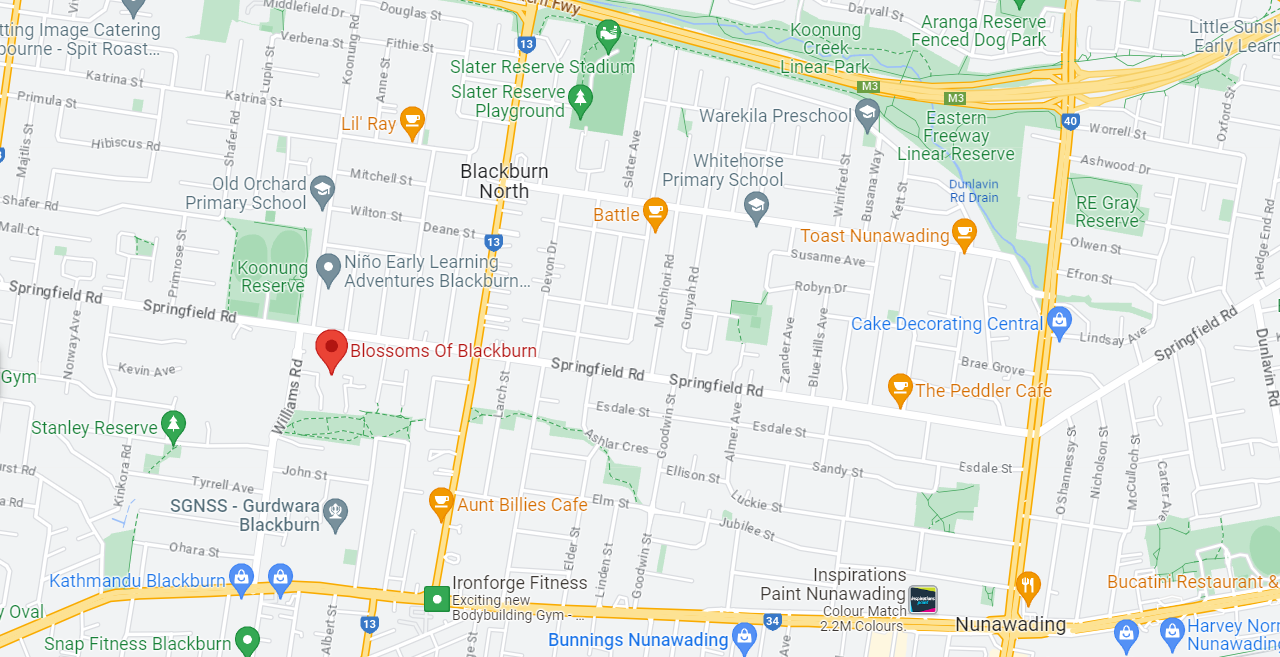 Middlefield Dr
Douglas St
ern Fwy
Darvall St
Koonung
Creek
Linear Park
Aranga Reserve
Fenced Dog Park
Little Sunsh
Early Learn
tting Image Catering
bourne - Spit Roast...
Verbena St
Fithie St
Koonung Rd
Lupin St
Anne St
13
Slater Reserve Stadium
Slater Reserve
Playground
Katrina St
Katrina St
Primula St
Lil' Ray
M3
M3
Warekila Preschool
Eastern
Freeway
Linear Reserve
40
Worrell St
Oxford St
Majtlis St
Hibiscus Rd
Shafer Rd
Slater Ave
Ashwood Dr
Blackburn
North
Whitehorse
Primary School
Old Orchard
Primary School
Mitchell St
Winifred St
Busana Way
Kett St
Dunlavin
Rd Drain
RE Gray
Reserve
Shafer Rd
Wilton St
Battle
Mall Ct
Deane St
13
Toast Nunawading
Olwen St
Hedge End Rd
Primrose St
Koonung
Reserve
Niño Early Learning
Adventures Blackburn...
Devon Dr
Marchiori Rd
Gunyah Rd
Susanne Ave
Robyn Dr
Efron St
Springfield Rd
Springfield Rd
Norway Ave
Cake Decorating Central
Lindsay Ave
Springfield Rd
Blossoms Of Blackburn
Zander Ave
Blue Hills Ave
Dunlavin Rd
Kevin Ave
Gym
Williams Rd
Larch St
Springfield Rd
Springfield Rd
Brae Grove
The Peddler Cafe
Stanley Reserve
Esdale St
Goodwin St
Almer Ave
Esdale St
Ashlar Cres
Esdale St
Kinkora Rd
John St
Tyrrell Ave
Ellison St
Sandy St
O'Shannessy St
Nicholson St
McCulloch St
Carter Ave
SGNSS - Gurdwara
Blackburn
Aunt Billies Cafe
Elm St
Luckie St
Jubilee St
Ohara St
Elder St
Linden St
Goodwin St
Kathmandu Blackburn
Ironforge Fitness
Exciting new
Bodybuilding Gym - ...
Inspirations
Paint Nunawading
Colour Match
2.2M Colours.
Bucatini Restaurant &
y Oval
Albert St
13
34
Nunawading
Snap Fitness Blackburn
Bunnings Nunawading
Harvey Norm
Nunawading